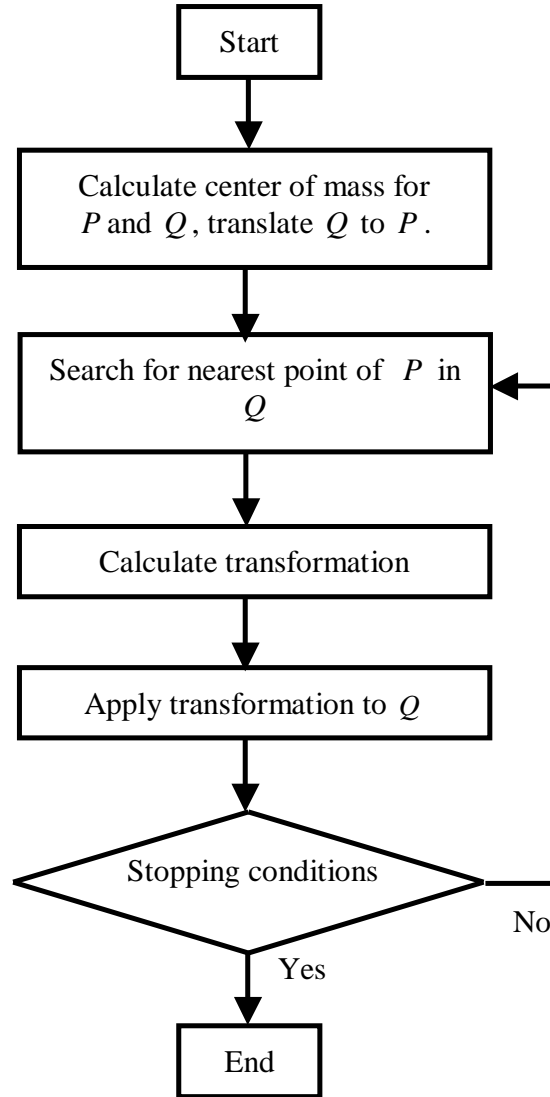 Start
Calculate center of mass for
P and Q, translate Q to P.
Search for nearest point of P in
Q
Calculate transformation
Apply transformation to Q
Stopping conditions
No
Yes
End